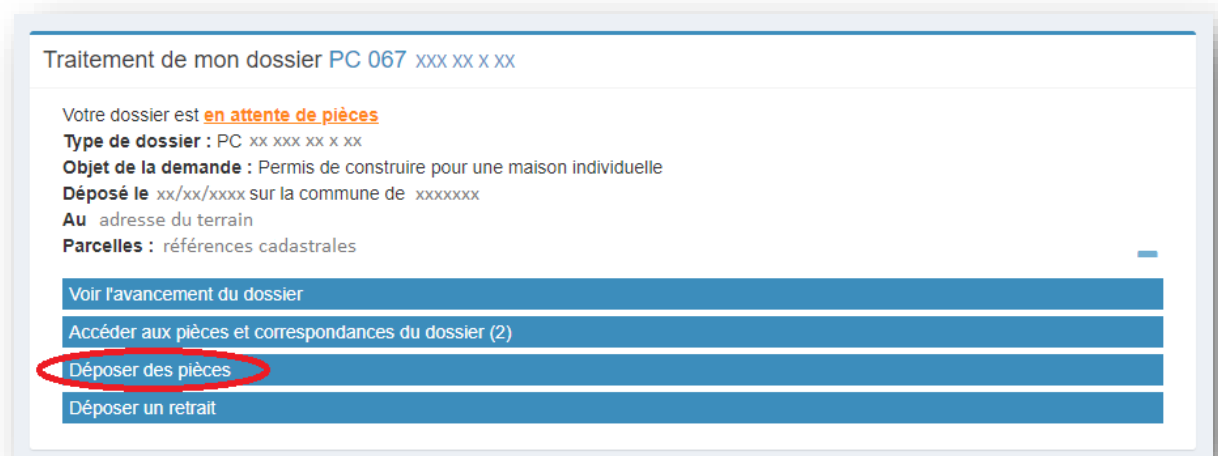 Traitement de mon dossier PC 067 xxx xx x xx
Votre dossier est en attente de pièces
Type de dossier : PC xx xxx xx x xx
Objet de la demande : Permis de construire pour une maison individuelle
Déposé le xx/xx/xxxx sur la commune de xxxxxxx
Au adresse du terrain
Parcelles : références cadastrales
Voir l'avancement du dossier
Accéder aux pièces et correspondances du dossier (2)
Déposer des pièces
Déposer un retrait